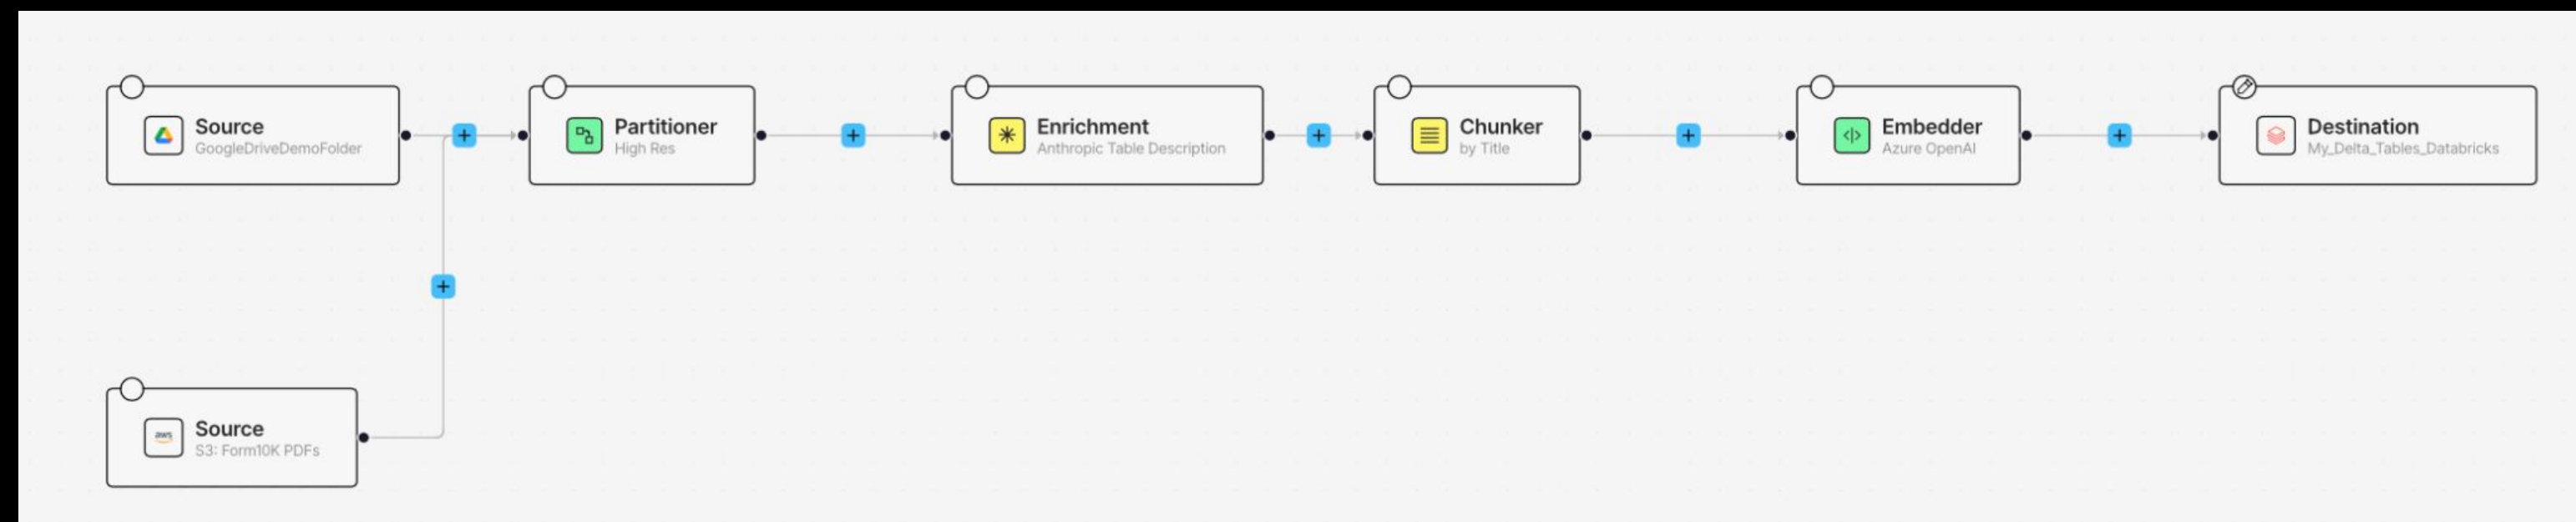 Source
GoogleDriveDemoFolder
Partitioner
High Res
Enrichment
Anthropic Table Description
Chunker
by Title
Embedder
Azure OpenAI
Destination
My_Delta_Tables_Databricks
aws
Source
S3: Form10K PDFs